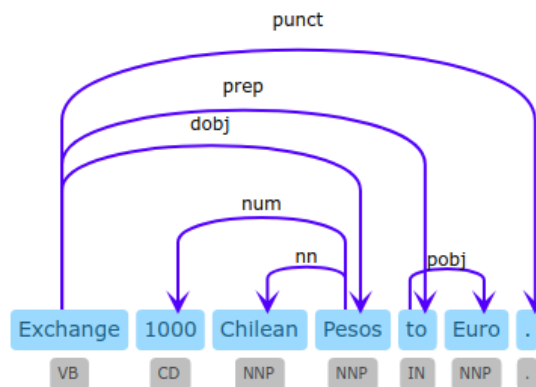 punct
prep
dobj
num
nn
pobj
Exchange 1000 Chilean Pesos to Euro .
VB CD NNP NNP IN NNP .